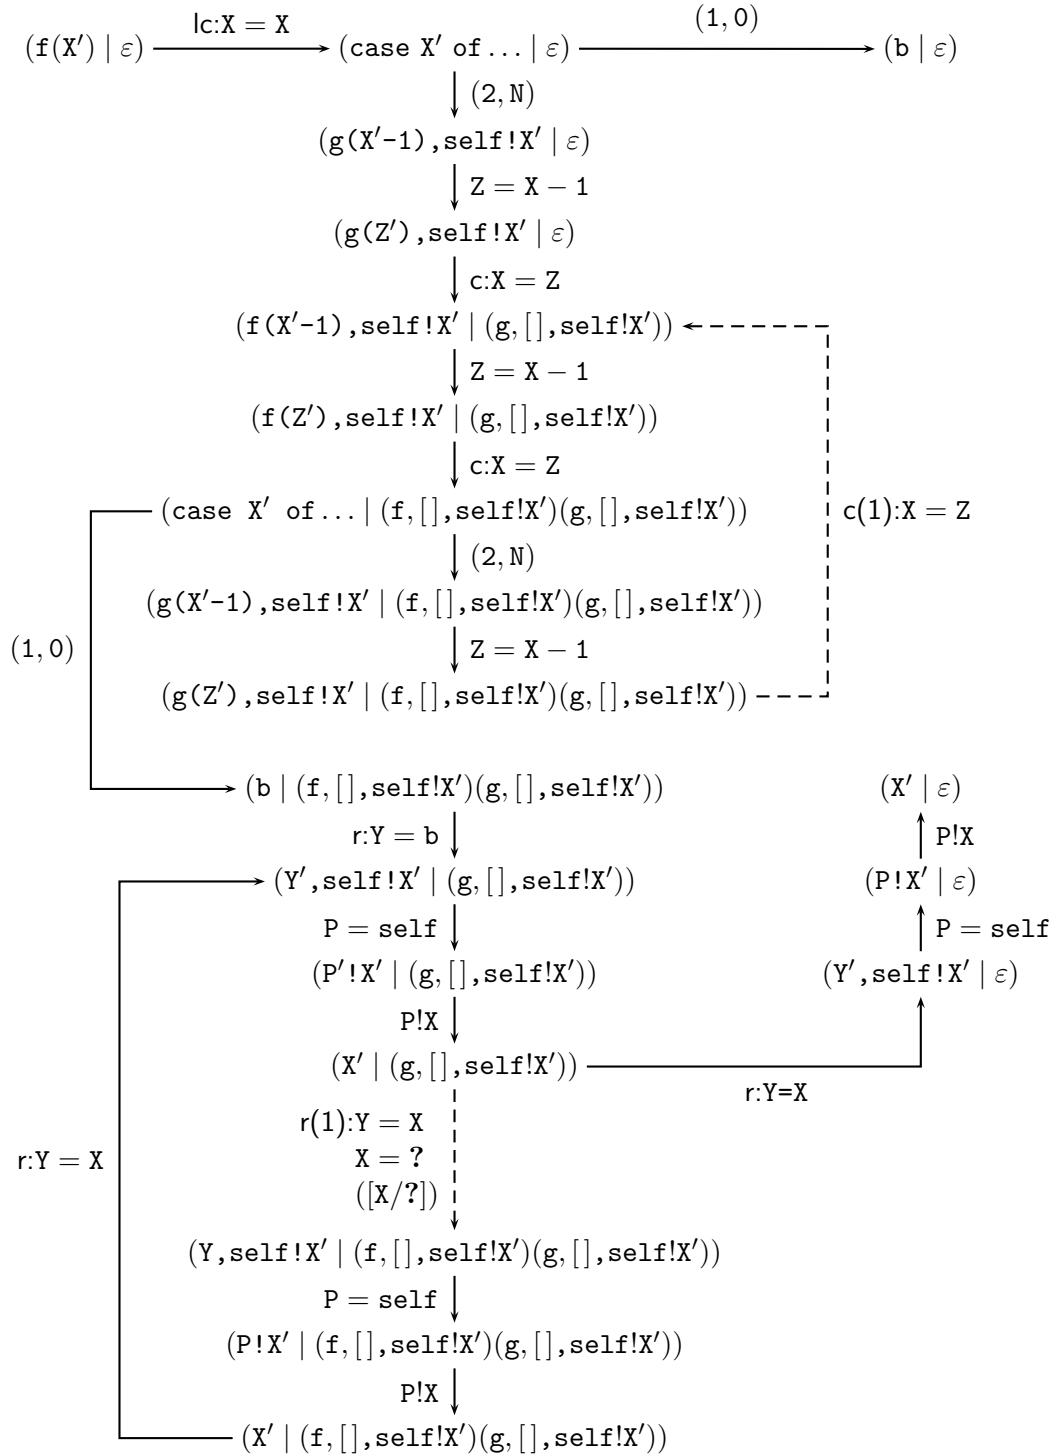 lc:X = X (1, 0)
(f(X′) | ε) (case X′ of... | ε) (b | ε)
(2, N)
(g(X′-1),self!X′ | ε)
Z = X − 1
(g(Z′),self!X′ | ε)
c:X = Z
(f(X′-1),self!X′ | (g, [],self!X′))
Z = X − 1
(f(Z′),self!X′ | (g, [],self!X′))
c:X = Z
(case X′ of... | (f, [],self!X′)(g, [],self!X′)) c(1):X = Z
(2, N)
(g(X′-1),self!X′ | (f, [],self!X′)(g, [],self!X′))
(1, 0) Z = X − 1
(g(Z′),self!X′ | (f, [],self!X′)(g, [],self!X′))
(b | (f, [],self!X′)(g, [],self!X′)) (X′ | ε)
r:Y = b P!X
(Y′,self!X′ | (g, [],self!X′)) (P!X′ | ε)
P = self P = self
(P′!X′ | (g, [],self!X′)) (Y′,self!X′ | ε)
P!X
(X′ | (g, [],self!X′))
r:Y=X
r(1):Y = X
r:Y = X X = ?
([X/?])
(Y,self!X′ | (f, [],self!X′)(g, [],self!X′))
P = self
(P!X′ | (f, [],self!X′)(g, [],self!X′))
P!X
(X′ | (f, [],self!X′)(g, [],self!X′))